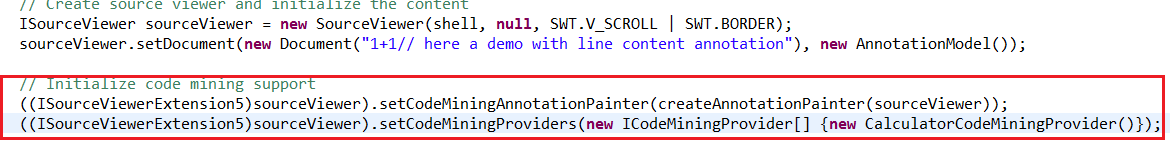 // Create source viewer and initialize the content
ISourceViewer sourceViewer = new SourceViewer(shell, null, SWT.V_SCROLL | SWT.BORDER);
sourceViewer.setDocument(new Document("1+1// here a demo with line content annotation"), new AnnotationModel());
// Initialize code mining support
((ISourceViewerExtension5)sourceViewer).setCodeMiningAnnotationPainter(createAnnotationPainter(sourceViewer));
((ISourceViewerExtension5)sourceViewer).setCodeMiningProviders(new ICodeMiningProvider[] {new CalculatorCodeMiningProvider()});